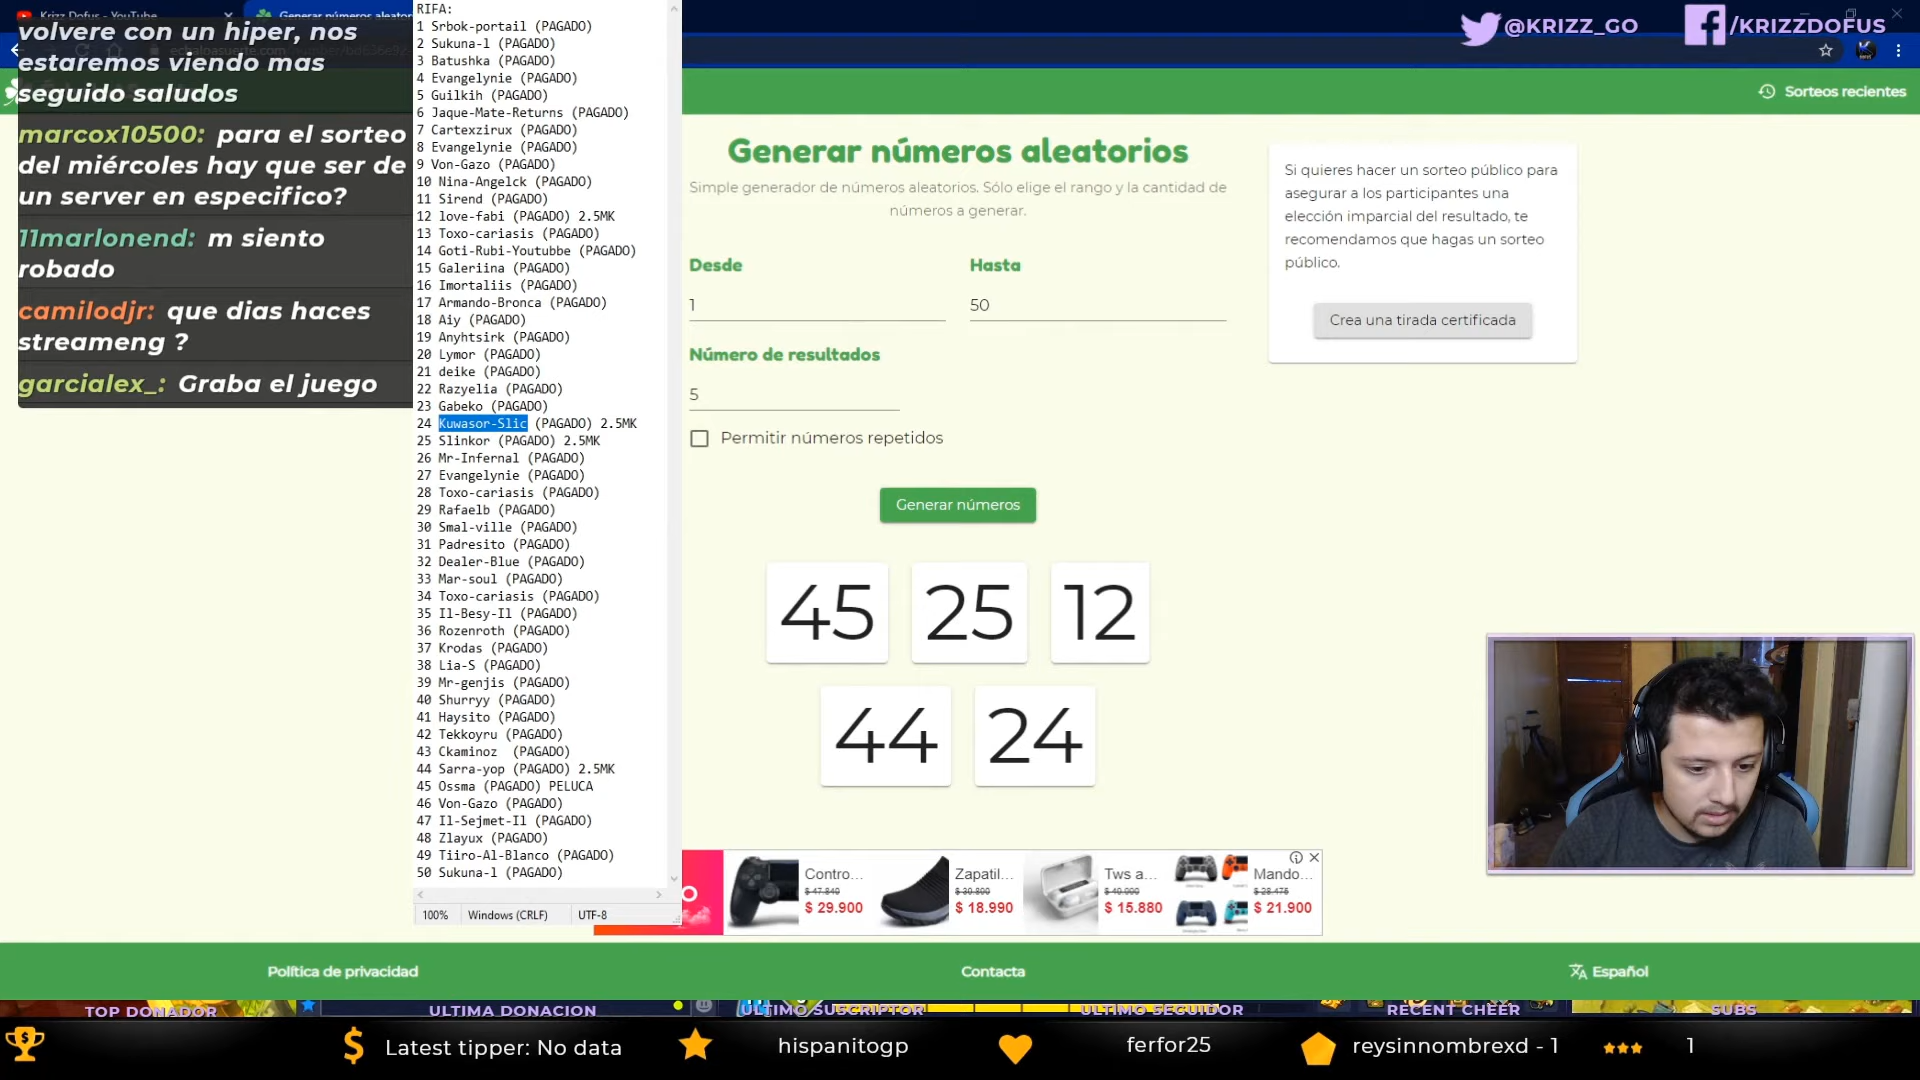 Krizz Dofus - YouTube
Generar números aleator
@KRIZZ_GO
/KRIZZDOFUS
Sorteos recientes
volvere con un hiper, nos
estaremos viendo mas
seguido saludos
marcox10500: para el sorteo
del miércoles hay que ser de
un server en especifico?
11marlonend: m siento
robado
camilodjr: que dias haces
streameng ?
garcialex_: Graba el juego
RIFA:
1 Srbok-portail (PAGADO)
2 Sukuna-l (PAGADO)
3 Batushka (PAGADO)
4 Evangelynie (PAGADO)
5 Guilkih (PAGADO)
6 Jaque-Mate-Returns (PAGADO)
7 Cartexzirux (PAGADO)
8 Evangelynie (PAGADO)
9 Von-Gazo (PAGADO)
10 Nina-Angelck (PAGADO)
11 Sirend (PAGADO)
12 love-fabi (PAGADO) 2.5MK
13 Toxo-cariasis (PAGADO)
14 Goti-Rubi-Youtubbe (PAGADO)
15 Galeriina (PAGADO)
16 Imortaliis (PAGADO)
17 Armando-Bronca (PAGADO)
18 Aiy (PAGADO)
19 Anyhtsirk (PAGADO)
20 Lymor (PAGADO)
21 deike (PAGADO)
22 Razyelia (PAGADO)
23 Gabeko (PAGADO)
24 Kuwasor-Slic (PAGADO) 2.5MK
25 Slinkor (PAGADO) 2.5MK
26 Mr-Infernal (PAGADO)
27 Evangelynie (PAGADO)
28 Toxo-cariasis (PAGADO)
29 Rafaelb (PAGADO)
30 Smal-ville (PAGADO)
31 Padresito (PAGADO)
32 Dealer-Blue (PAGADO)
33 Mar-soul (PAGADO)
34 Toxo-cariasis (PAGADO)
35 Il-Besy-Il (PAGADO)
36 Rozenroth (PAGADO)
37 Krodas (PAGADO)
38 Lia-S (PAGADO)
39 Mr-genjis (PAGADO)
40 Shurryy (PAGADO)
41 Haysito (PAGADO)
42 Tekkoyru (PAGADO)
43 Ckaminoz (PAGADO)
44 Sarra-yop (PAGADO) 2.5MK
45 Ossma (PAGADO) PELUCA
46 Von-Gazo (PAGADO)
47 Il-Sejmet-Il (PAGADO)
48 Zlayux (PAGADO)
49 Tiiro-Al-Blanco (PAGADO)
50 Sukuna-l (PAGADO)
100% Windows (CRLF) UTF-8
Generar números aleatorios
Simple generador de números aleatorios. Sólo elige el rango y la cantidad de
números a generar.
Desde Hasta
1 50
Número de resultados
5
Permitir números repetidos
Generar números
45 25 12
44 24
Si quieres hacer un sorteo público para
asegurar a los participantes una
elección imparcial del resultado, te
recomendamos que hagas un sorteo
público.
Crea una tirada certificada
Contro... Zapatil... Tws a... Mando...
$ 47.840 $ 30.800 $ 40.000 $ 28.475
$ 29.900 $ 18.990 $ 15.880 $ 21.900
Política de privacidad Contacta Español
TOP DONADOR ULTIMA DONACION ULTIMO SUSCRIPTOR ULTIMO SEGUIDOR RECENT CHEER SUBS
Latest tipper: No data hispanitogp ferfor25 reysinnombrexd - 1 1